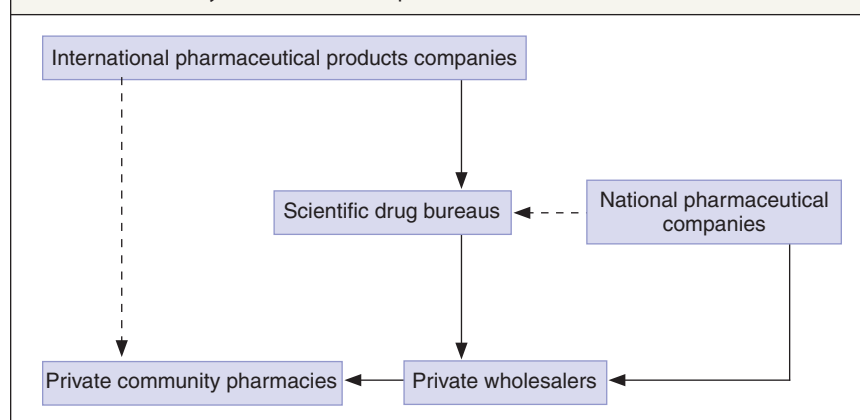 International pharmaceutical products companies
Scientific drug bureaus
National pharmaceutical
companies
Private community pharmacies
Private wholesalers